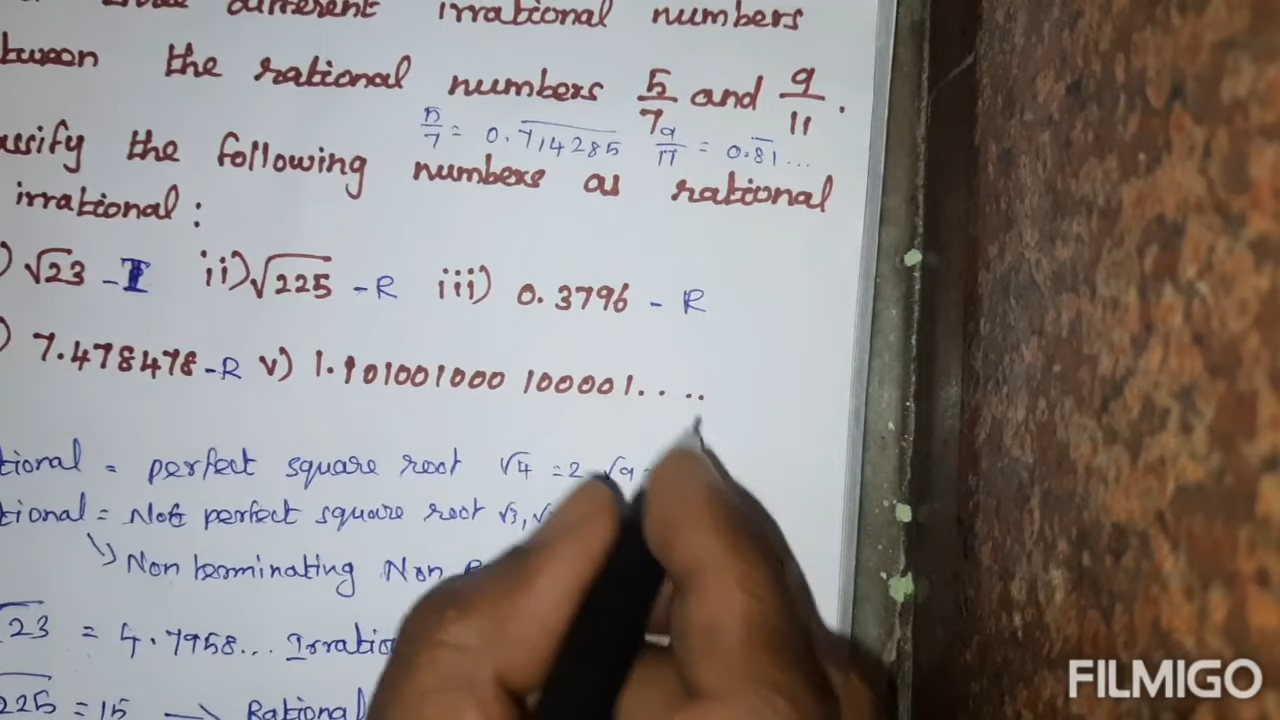 different irrational numbers
the rational numbers 5/7 and 9/11.
5/7 = 0.714285 9/11 = 0.81...
the following numbers as rational
irrational:
) √23 - I ii) √225 - R iii) 0.3796 - R
) 7.478478 - R v) 1.101001000 100001.....
tional = perfect square root √4 = 2 √9
tional = Not perfect square root √3,
Non terminating Non
√23 = 4.7958... Irratio
225 = 15 → Rational
FILMIGO